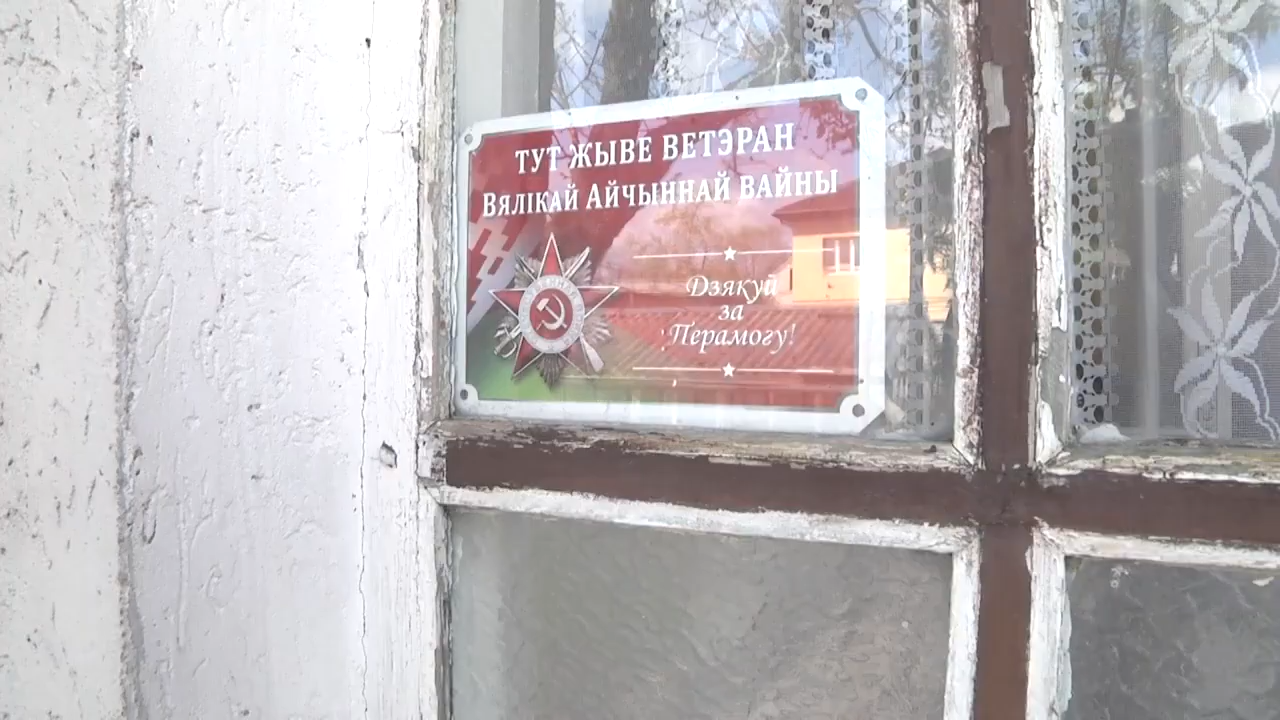 ТУТ ЖЫВЕ ВЕТЭРАН
ВЯЛІКАЙ АЙЧЫННАЙ ВАЙНЫ
Дзякуй
за
Перамогу!